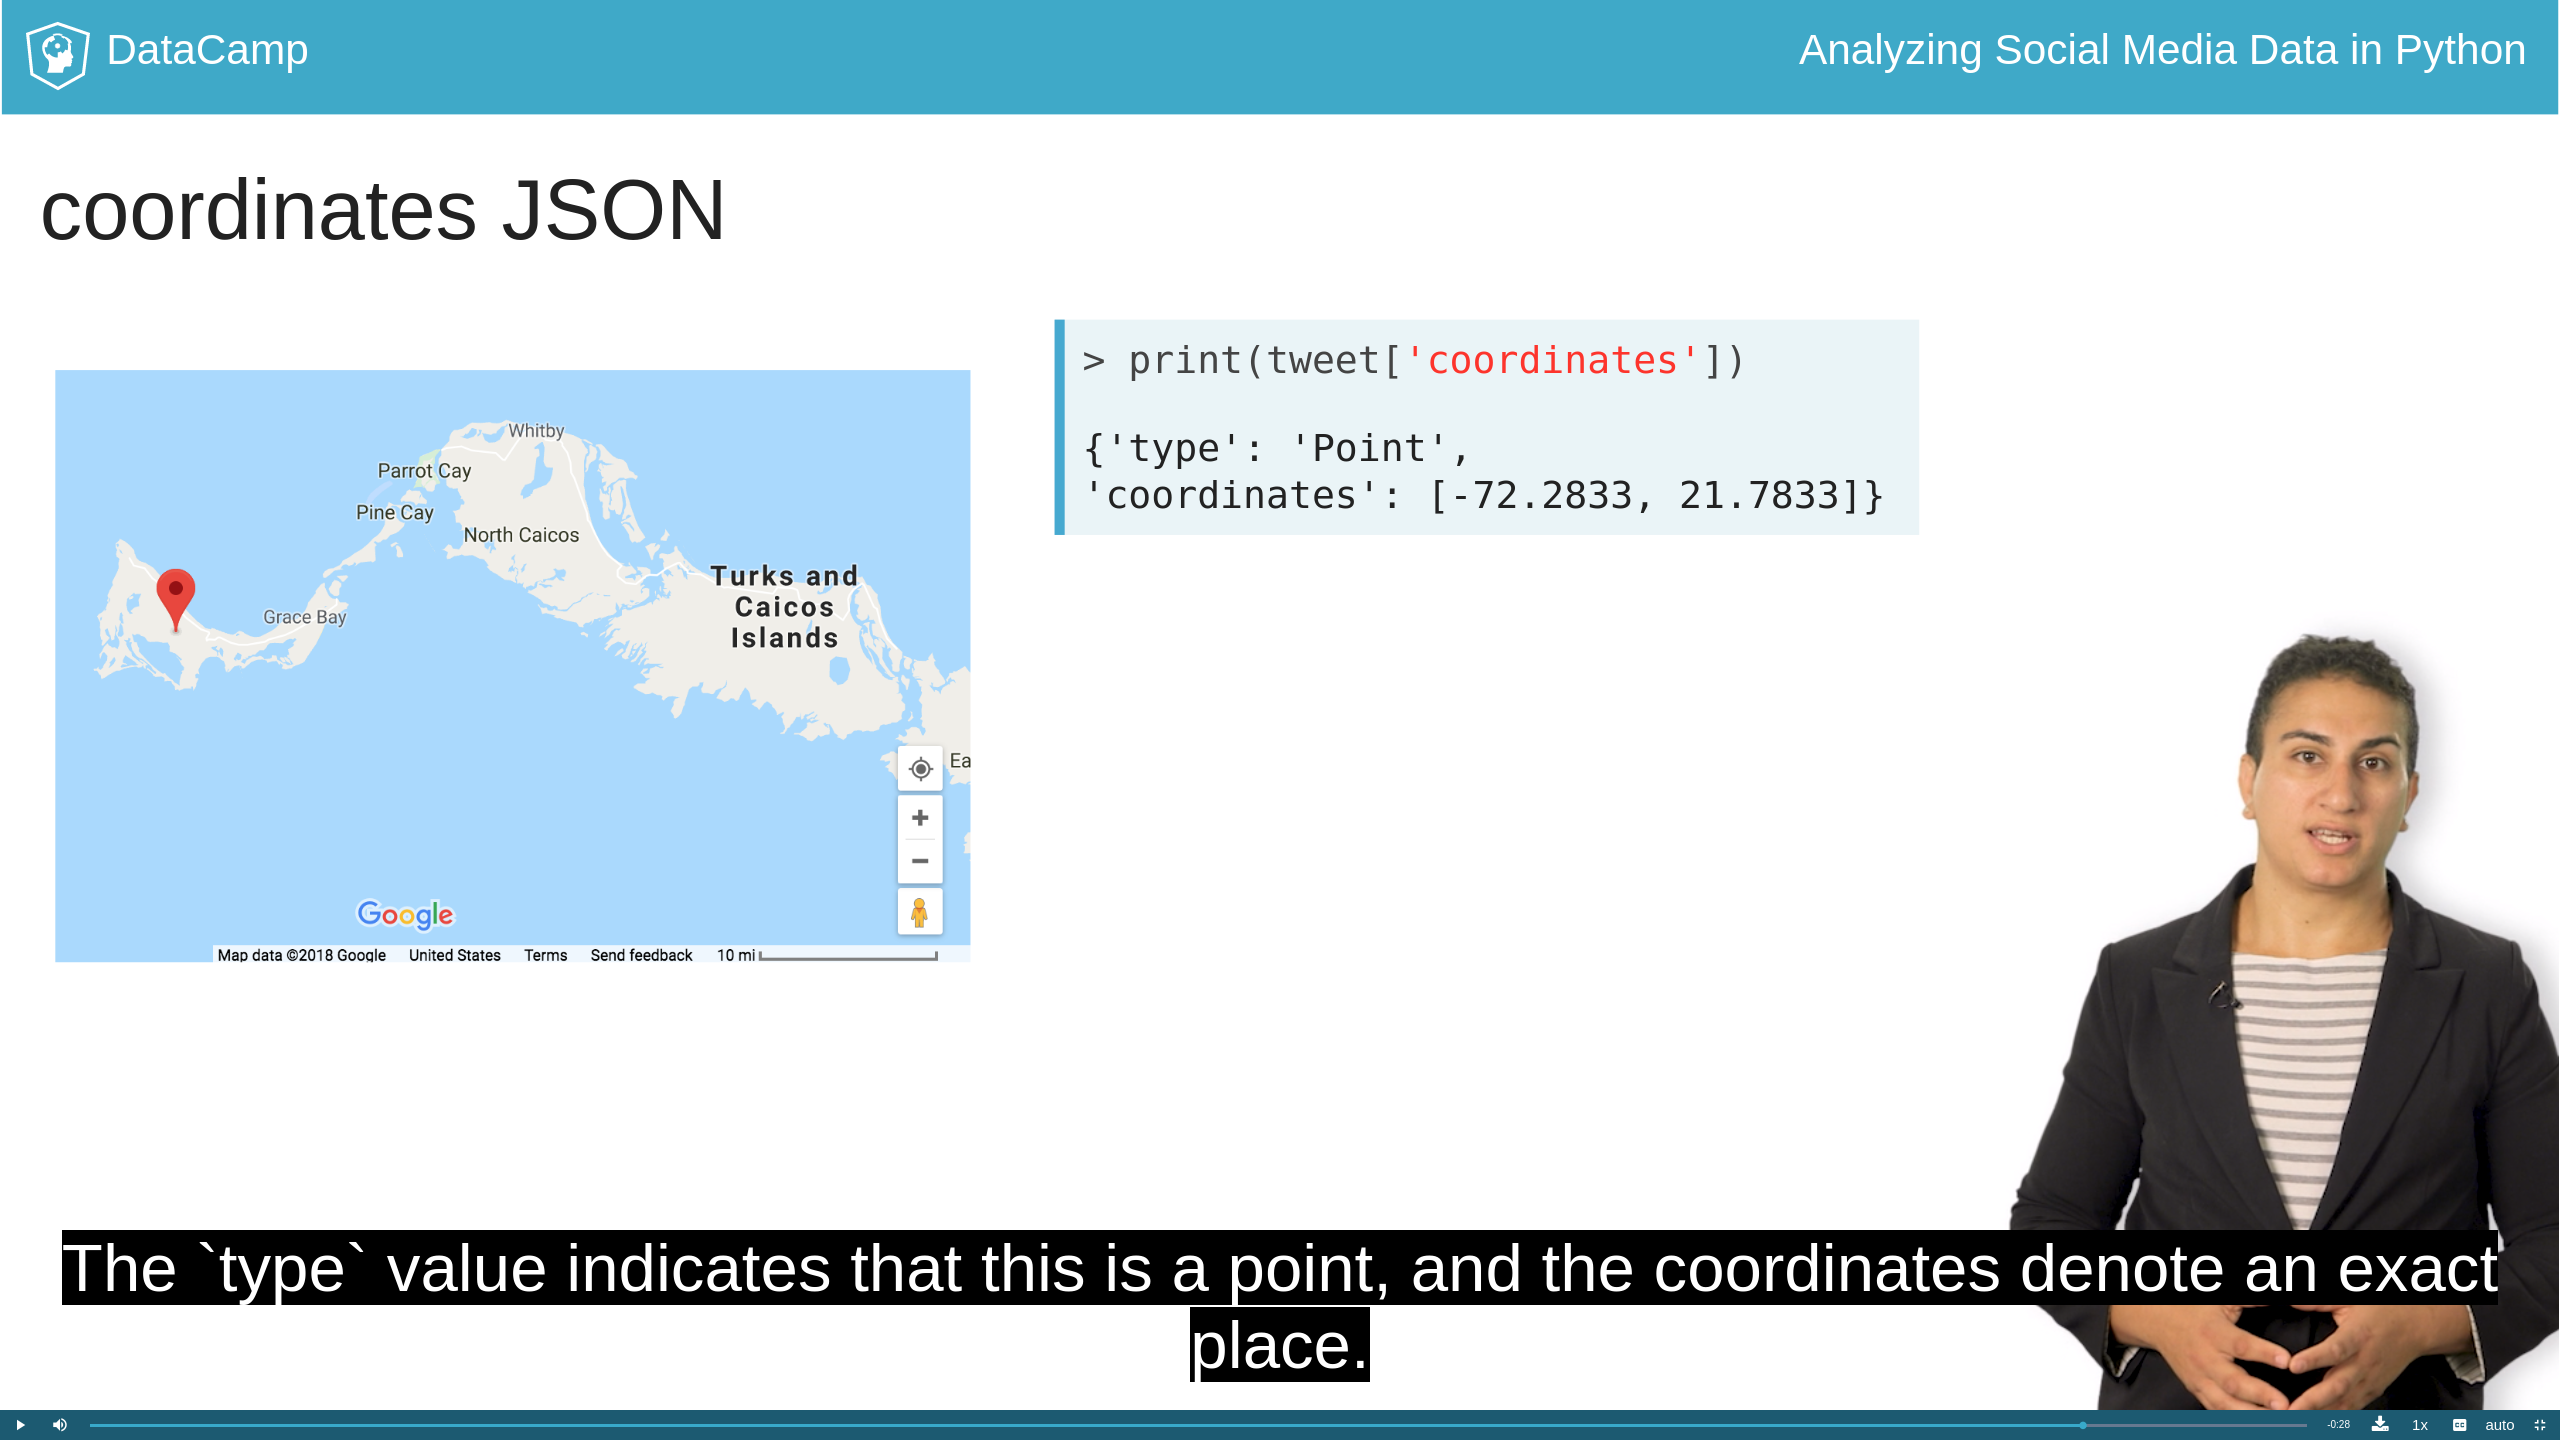 DataCamp
Analyzing Social Media Data in Python
coordinates JSON
> print(tweet['coordinates'])
{'type': 'Point',
'coordinates': [-72.2833, 21.7833]}
Whitby
Parrot Cay
Pine Cay
North Caicos
Turks and
Caicos
Islands
Grace Bay
Ea
Google
Map data ©2018 Google United States Terms Send feedback 10 mi
The `type` value indicates that this is a point, and the coordinates denote an exact
place.
-0:28 1x CC auto